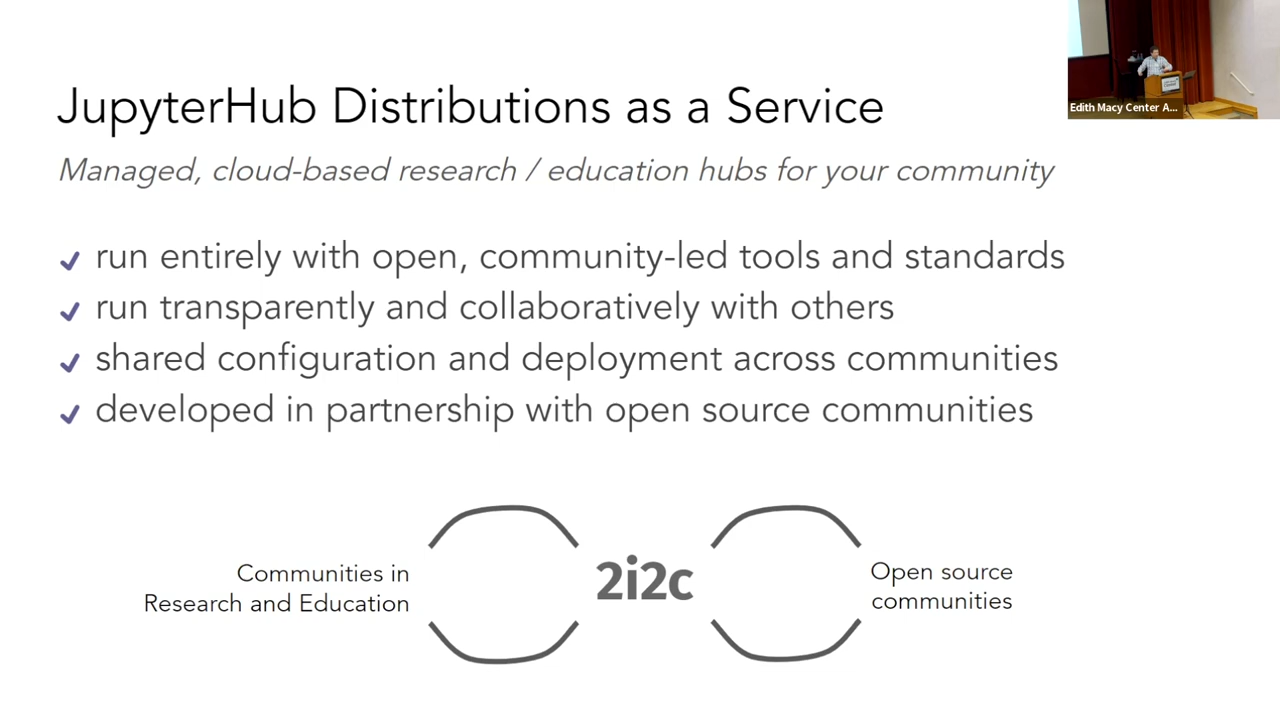 JupyterHub Distributions as a Service
Managed, cloud-based research / education hubs for your community
run entirely with open, community-led tools and standards
run transparently and collaboratively with others
shared configuration and deployment across communities
developed in partnership with open source communities
Communities in
Research and Education
2i2c
Open source
communities
Edith Macy Center A...